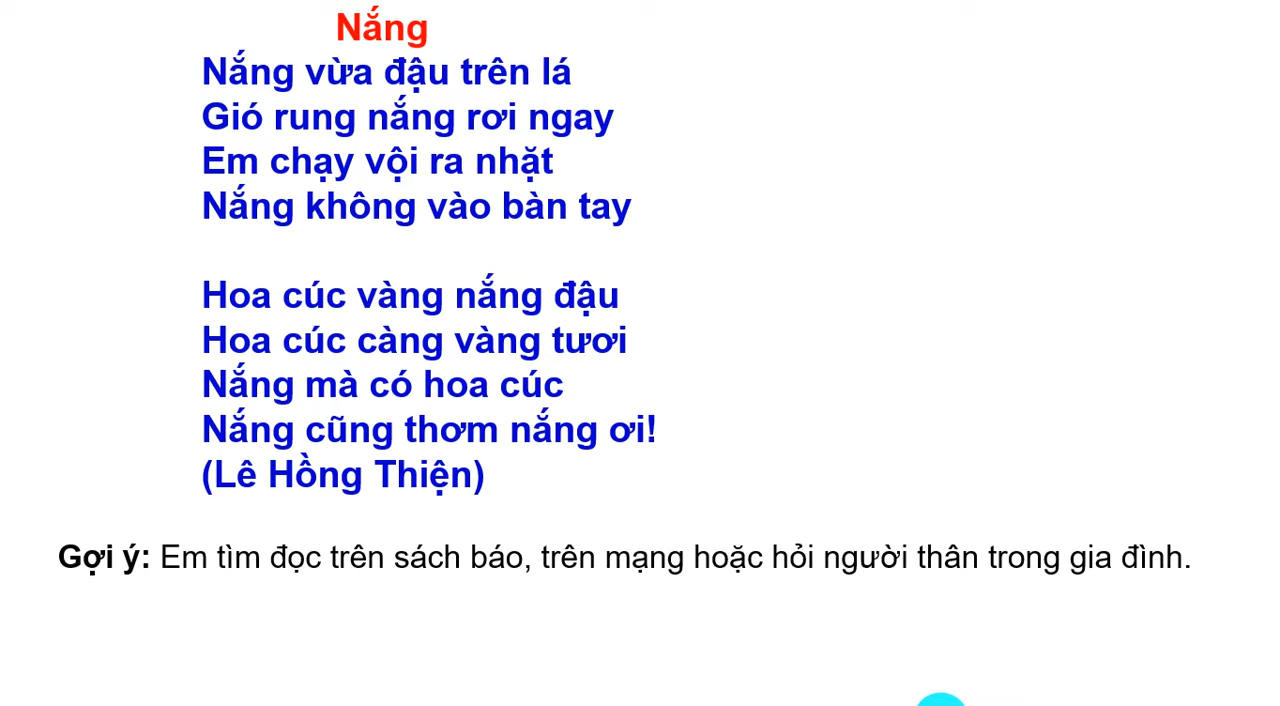 Nắng
Nắng vừa đậu trên lá
Gió rung nắng rơi ngay
Em chạy vội ra nhặt
Nắng không vào bàn tay
Hoa cúc vàng nắng đậu
Hoa cúc càng vàng tươi
Nắng mà có hoa cúc
Nắng cũng thơm nắng ơi!
(Lê Hồng Thiện)
Gợi ý: Em tìm đọc trên sách báo, trên mạng hoặc hỏi người thân trong gia đình.